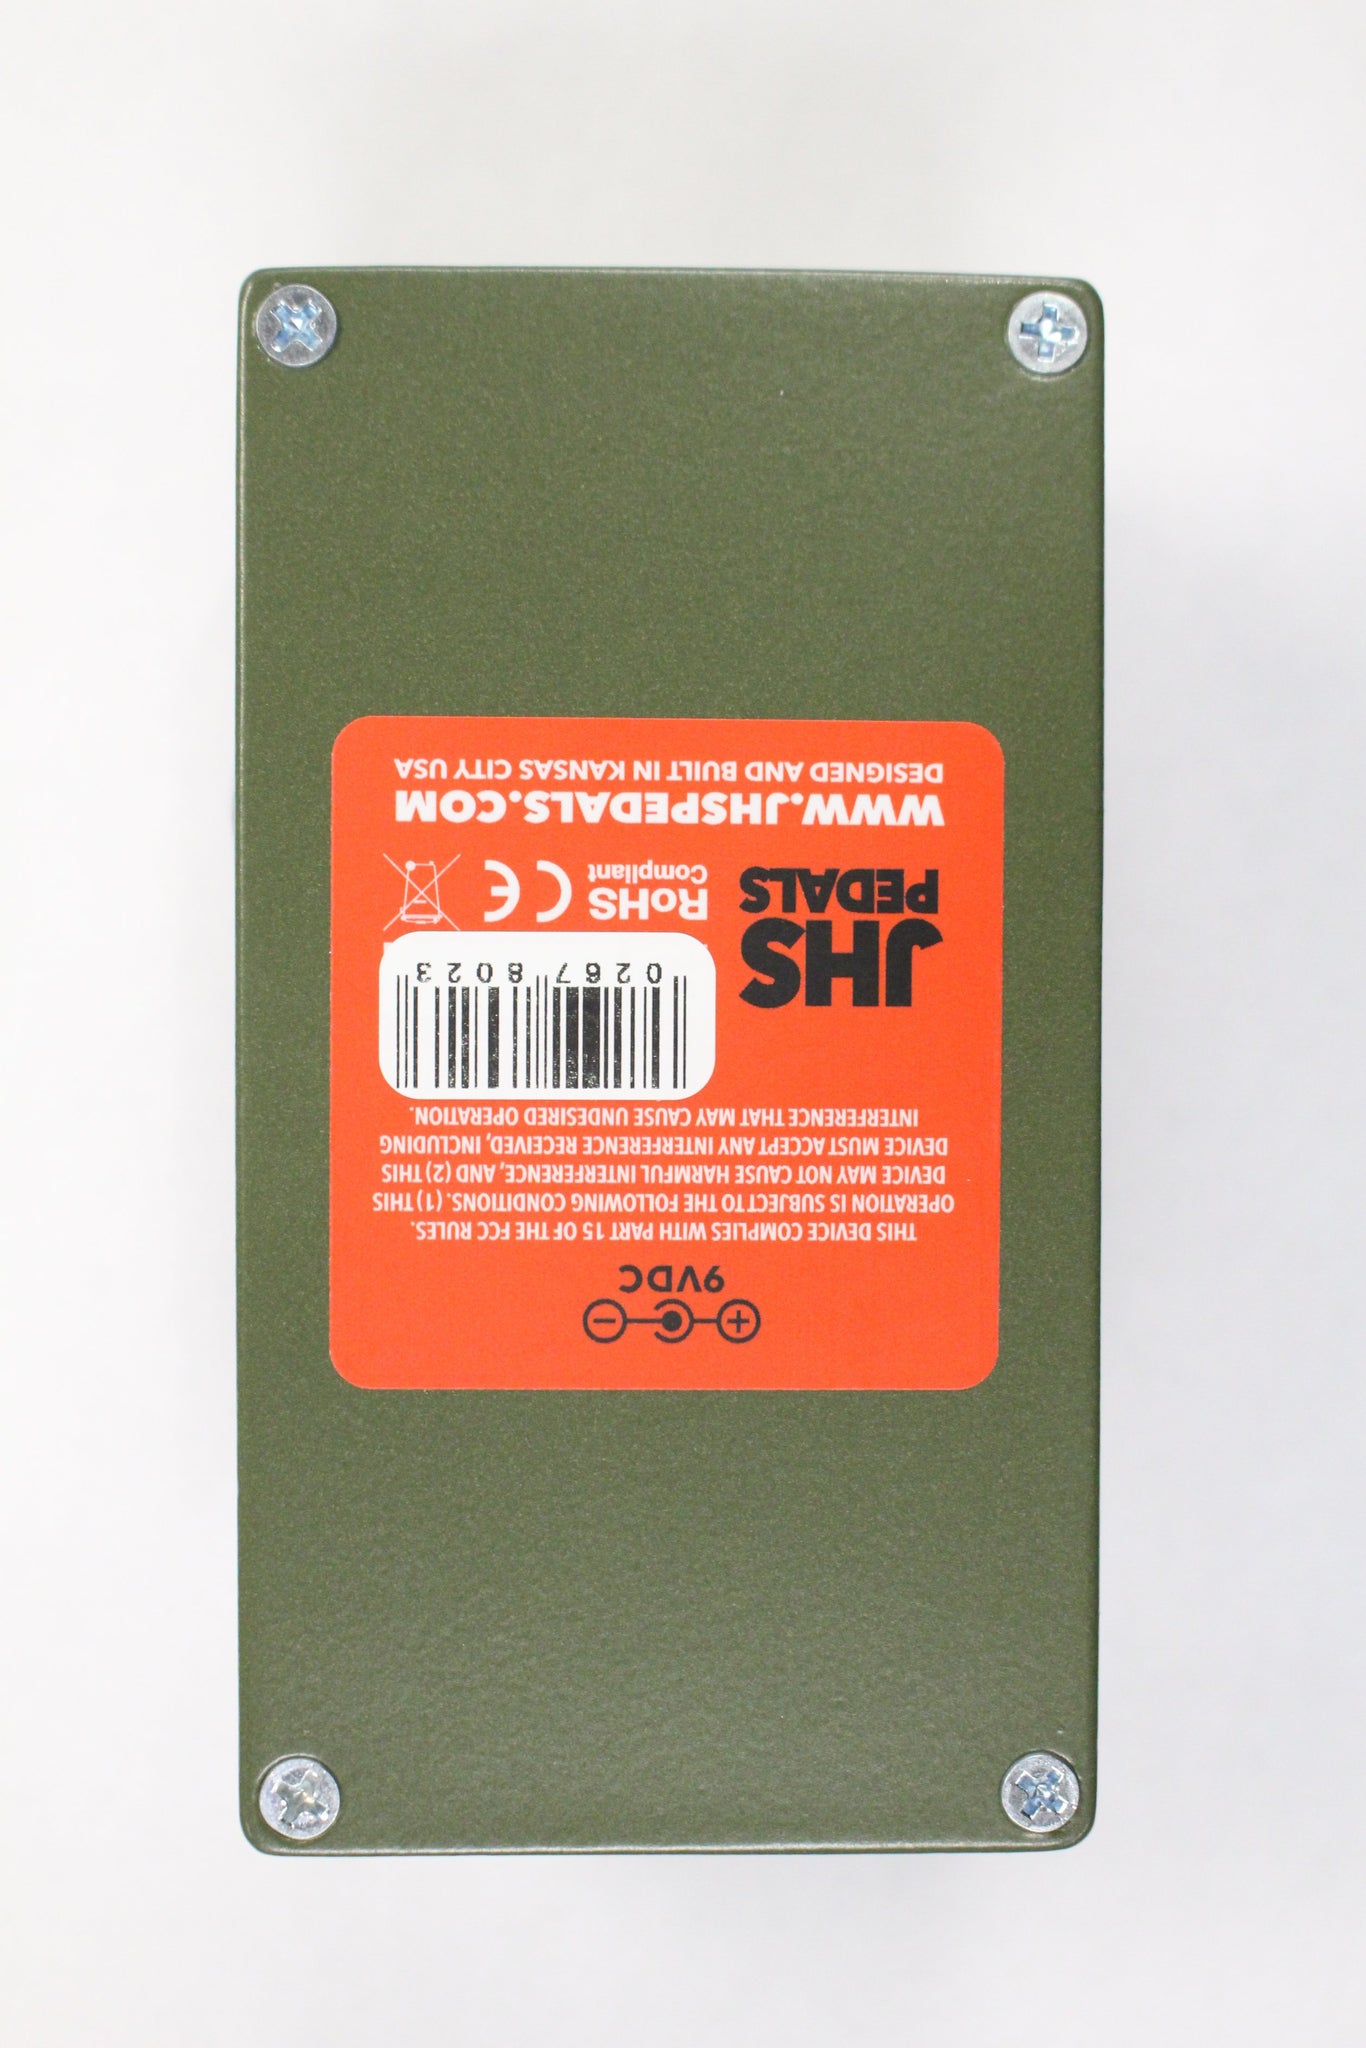 + −
9VDC
THIS DEVICE COMPLIES WITH PART 15 OF THE FCC RULES.
OPERATION IS SUBJECT TO THE FOLLOWING CONDITIONS. (1) THIS
DEVICE MAY NOT CAUSE HARMFUL INTERFERENCE, AND (2) THIS
DEVICE MUST ACCEPT ANY INTERFERENCE RECEIVED, INCLUDING
INTERFERENCE THAT MAY CAUSE UNDESIRED OPERATION.
JHS
PEDALS
02678023
RoHS
Compliant
CE
WWW.JHSPEDALS.COM
DESIGNED AND BUILT IN KANSAS CITY USA